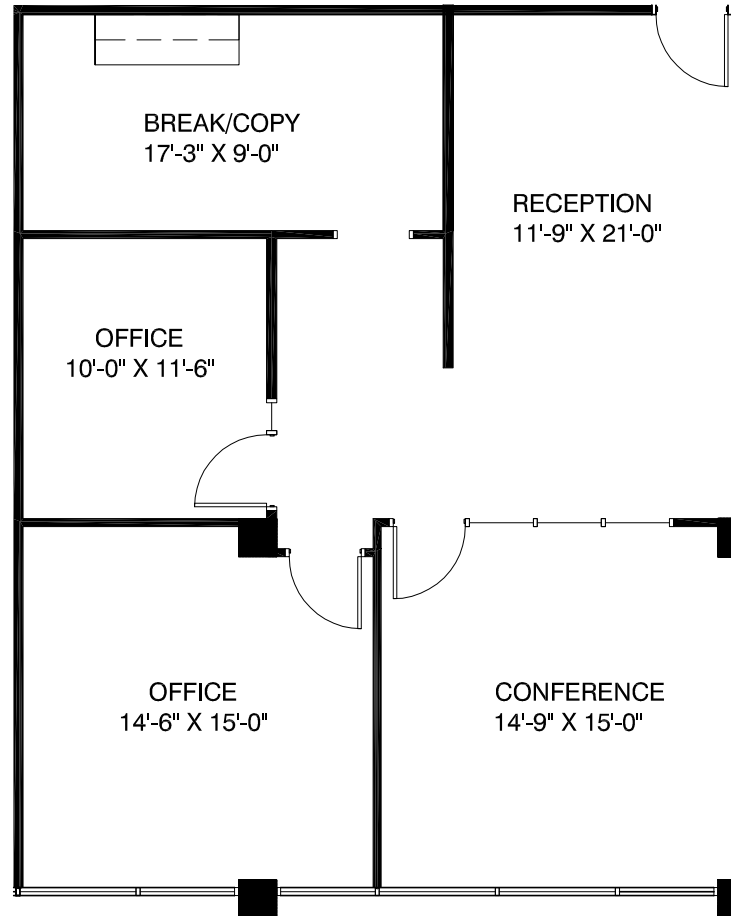 BREAK/COPY
17'-3" X 9'-0"
RECEPTION
11'-9" X 21'-0"
OFFICE
10'-0" X 11'-6"
OFFICE
14'-6" X 15'-0"
CONFERENCE
14'-9" X 15'-0"